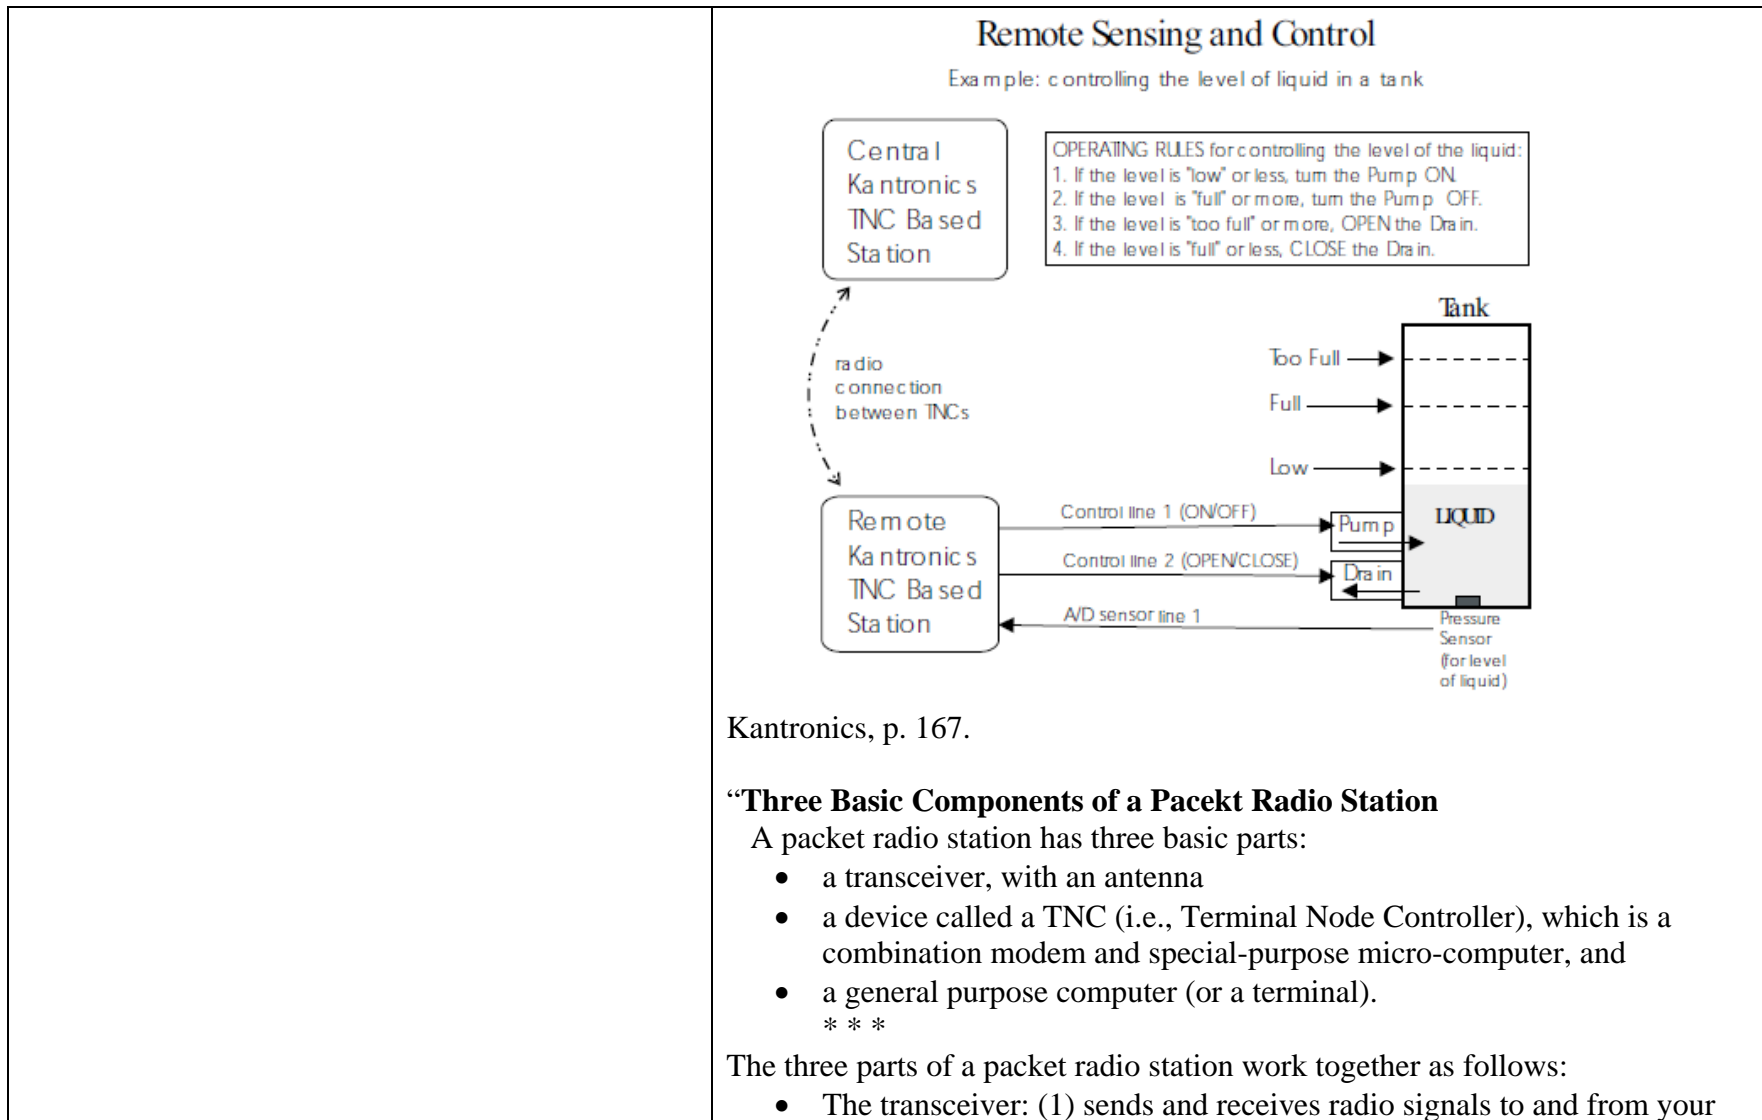 Remote Sensing and Control
Example: controlling the level of liquid in a tank
Central
Kantronics
TNC Based
Station
OPERATING RULES for controlling the level of the liquid:
1. If the level is "low" or less, turn the Pump ON.
2. If the level is "full" or more, turn the Pump OFF.
3. If the level is "too full" or more, OPEN the Drain.
4. If the level is "full" or less, CLOSE the Drain.
Tank
Too Full
radio
connection
between TNCs
Full
Low
Remote
Kantronics
TNC Based
Station
Control line 1 (ON/OFF)
Pump
LIQUID
Control line 2 (OPEN/CLOSE)
Drain
A/D sensor line 1
Pressure
Sensor
(for level
of liquid)
Kantronics, p. 167.
“Three Basic Components of a Pacekt Radio Station
A packet radio station has three basic parts:
• a transceiver, with an antenna
• a device called a TNC (i.e., Terminal Node Controller), which is a
combination modem and special-purpose micro-computer, and
• a general purpose computer (or a terminal).
* * *
The three parts of a packet radio station work together as follows:
• The transceiver: (1) sends and receives radio signals to and from your